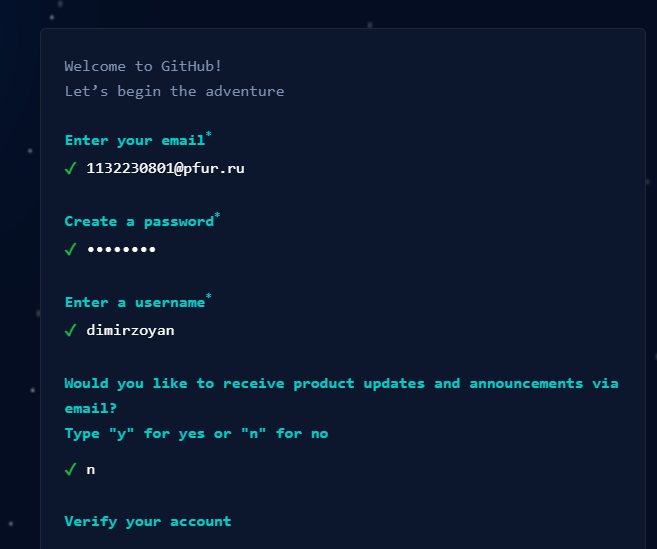 Welcome to GitHub!
Let’s begin the adventure
Enter your email*
✓ 1132230801@pfur.ru
Create a password*
✓ ••••••••
Enter a username*
✓ dimirzoyan
Would you like to receive product updates and announcements via
email?
Type "y" for yes or "n" for no
✓ n
Verify your account